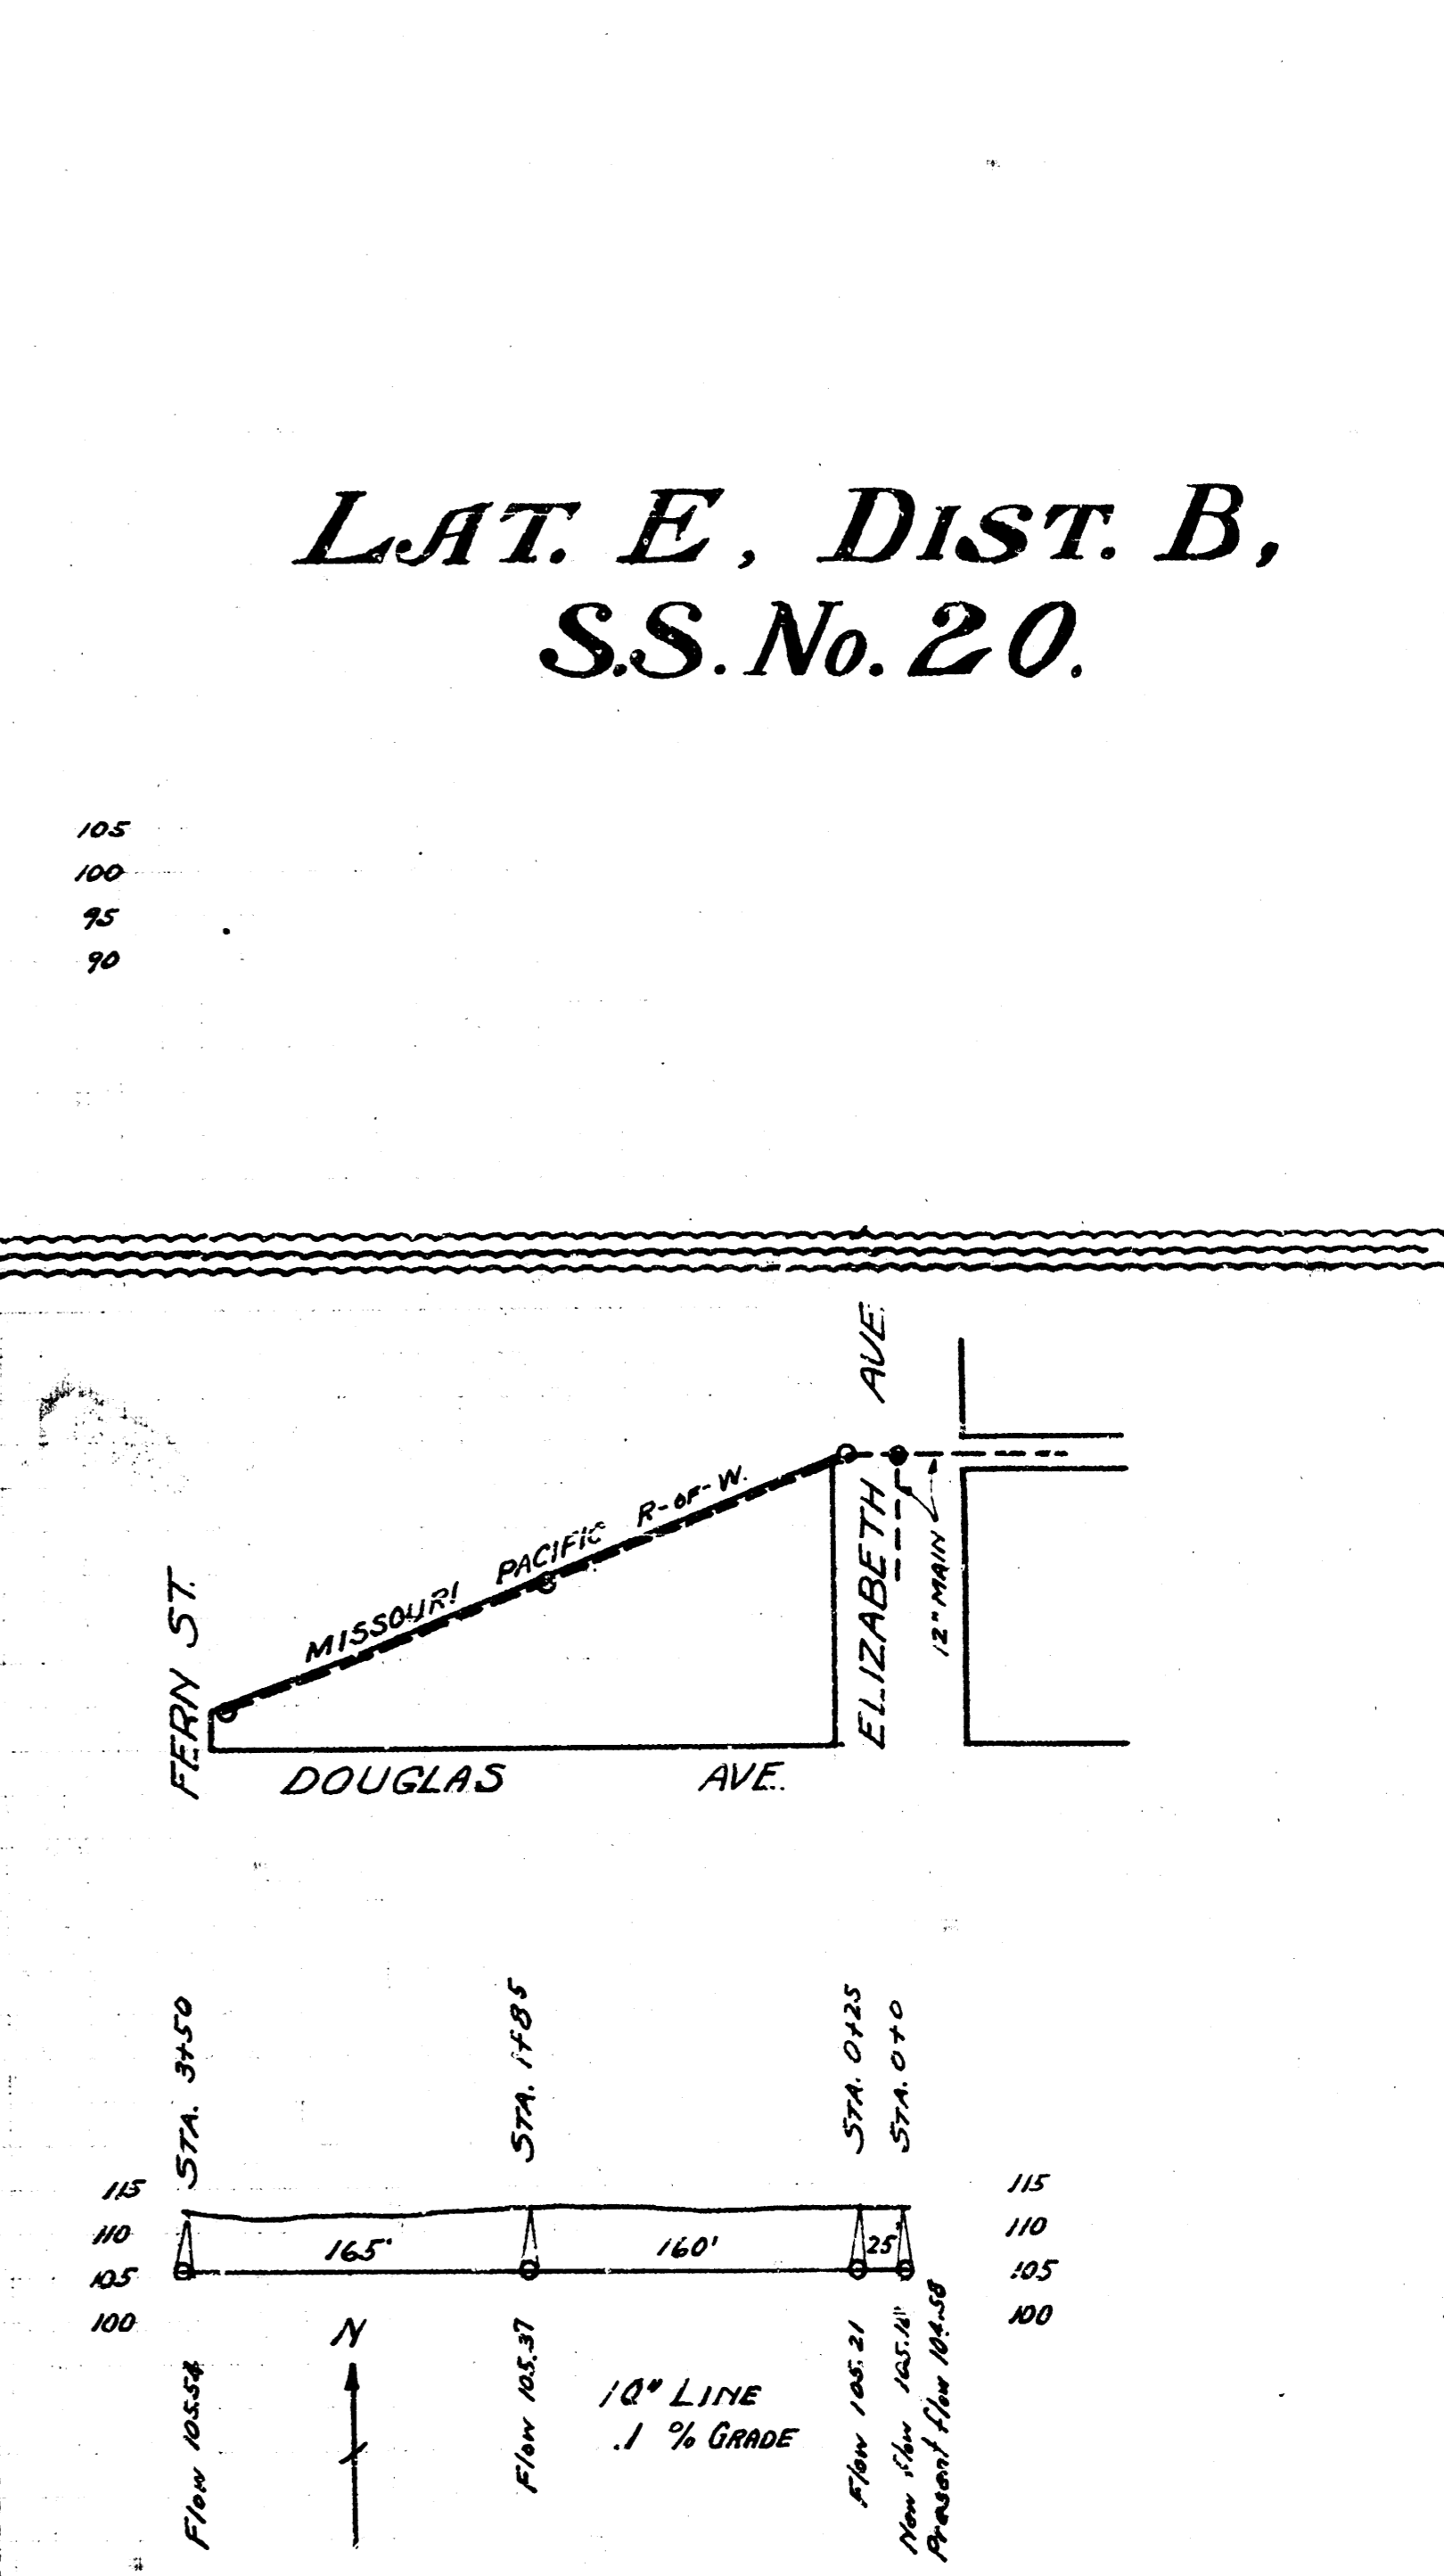 LAT. E, DIST. B,
S.S. No. 20.
105
100
95
90
AVE.
ELIZABETH
12" MAIN
MISSOURI PACIFIC R-OF-W.
FERN ST.
DOUGLAS AVE.
STA. 3+50
STA. 1+85
STA. 0+25
STA. 0+0
115
110
105
100
165'
160'
25'
115
110
105
100
N
10" LINE
.1 % GRADE
Flow 105.54
Flow 105.37
Flow 105.21
New flow
Present flow 104.58